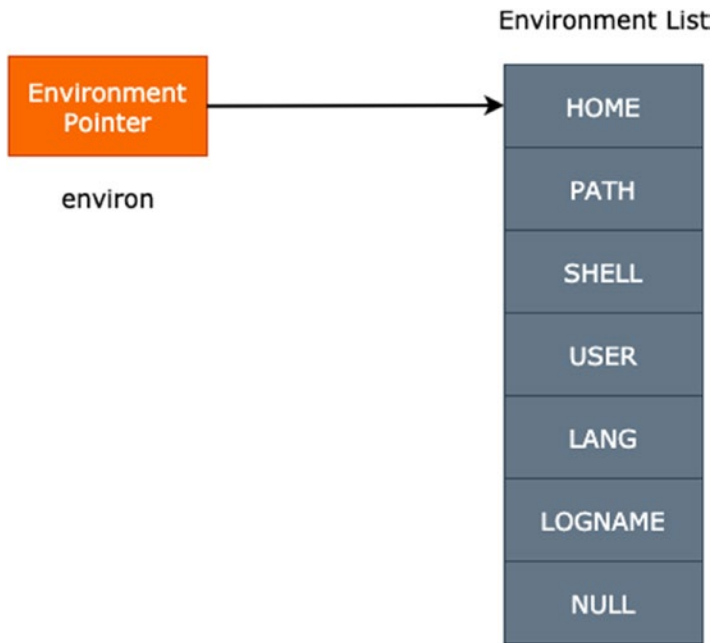 Environment List
Environment
Pointer
environ
HOME
PATH
SHELL
USER
LANG
LOGNAME
NULL